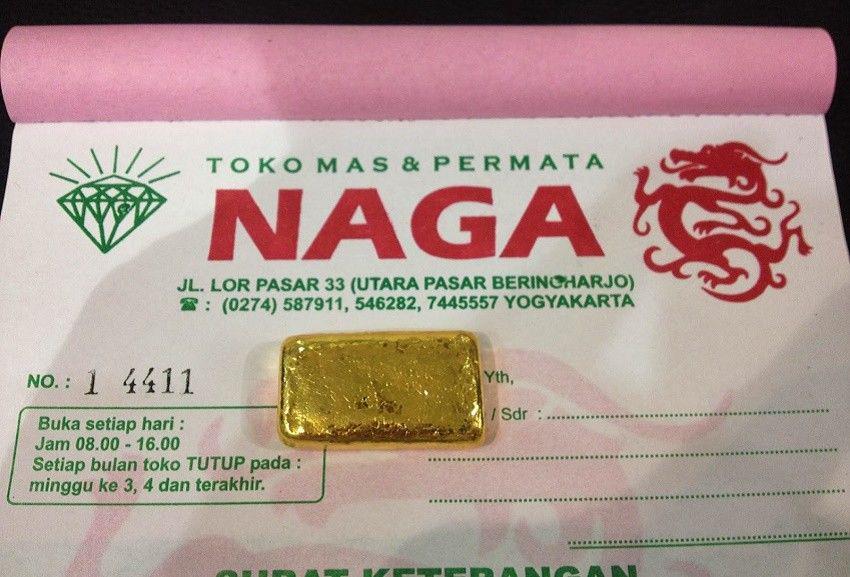 TOKO MAS & PERMATA
NAGA
JL. LOR PASAR 33 (UTARA PASAR BERINGHARJO)
☎ : (0274) 587911, 546282, 7445557 YOGYAKARTA
NO. : 1 4411
Yth,
/ Sdr :
Buka setiap hari :
Jam 08.00 - 16.00
Setiap bulan toko TUTUP pada :
minggu ke 3, 4 dan terakhir.
SURAT KETERANGAN